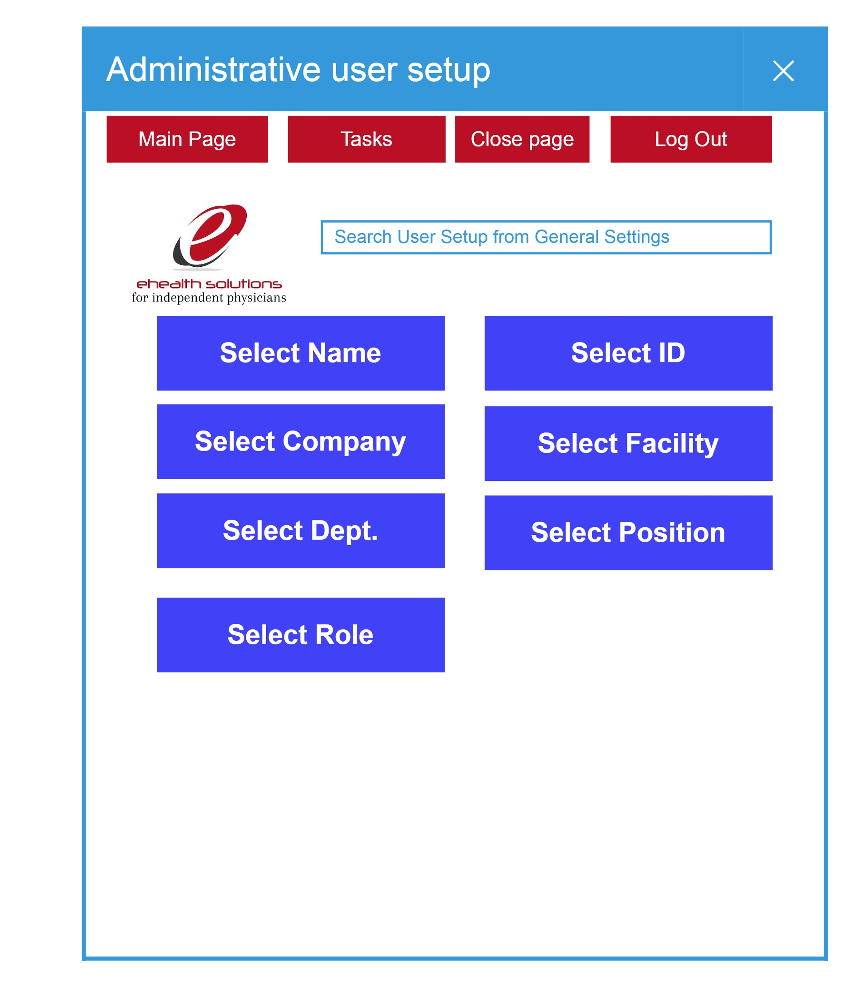 Administrative user setup
Main Page
Tasks
Close page
Log Out
Search User Setup from General Settings
ehealth solutions
for independent physicians
Select Name
Select ID
Select Company
Select Facility
Select Dept.
Select Position
Select Role